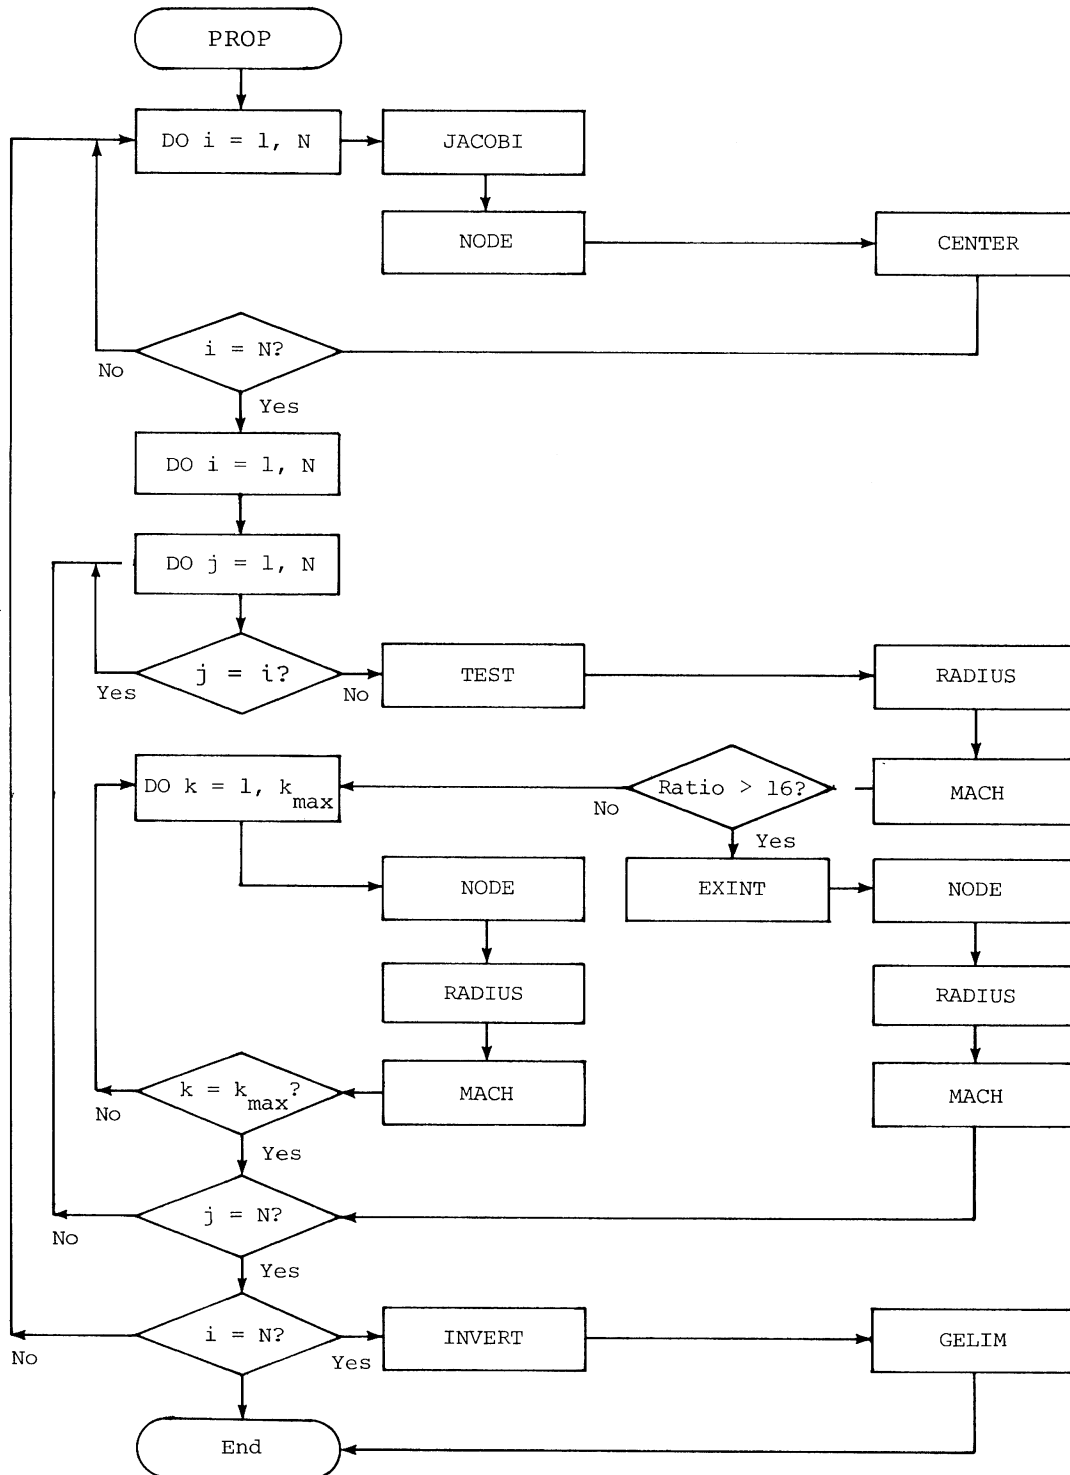 PROP
DO i = 1, N
JACOBI
NODE
CENTER
i = N?
No
Yes
DO i = 1, N
DO j = 1, N
j = i?
Yes
No
TEST
RADIUS
MACH
Ratio > 16?
No
Yes
DO k = 1, k max
EXINT
NODE
NODE
RADIUS
RADIUS
MACH
MACH
k = k max?
No
Yes
j = N?
No
Yes
i = N?
No
Yes
INVERT
GELIM
End